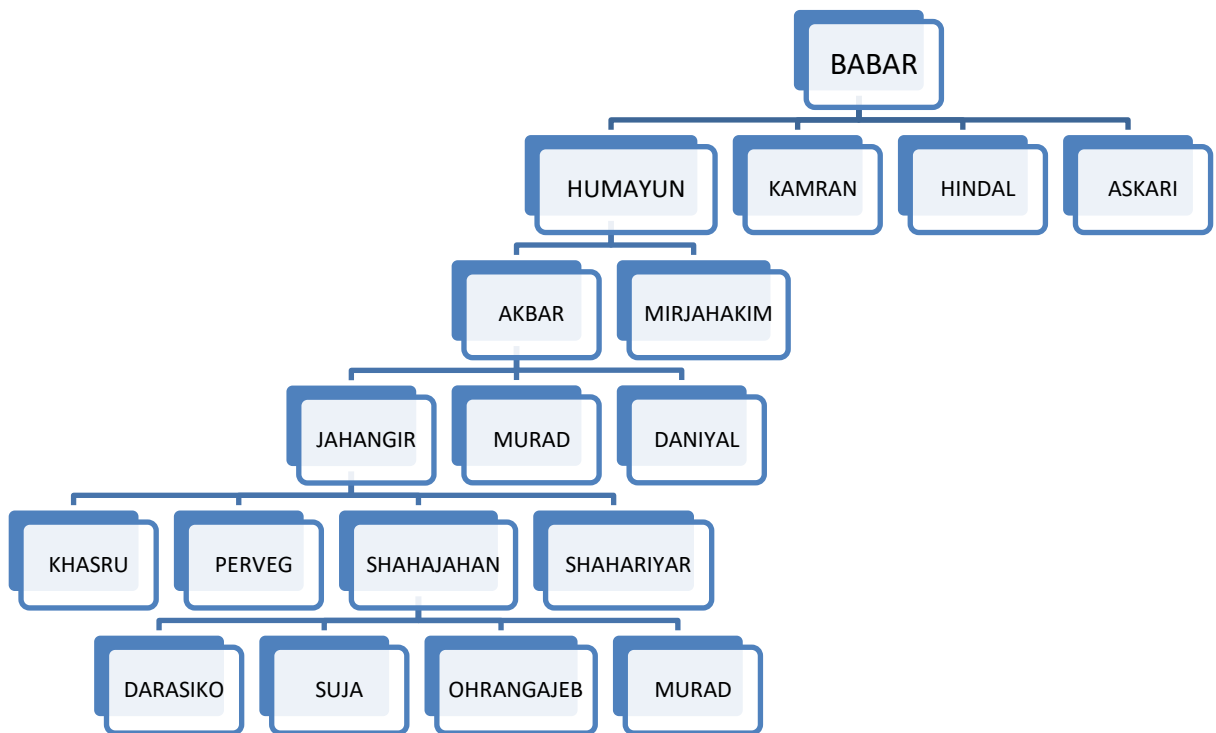 BABAR
HUMAYUN
KAMRAN
HINDAL
ASKARI
AKBAR
MIRJAHAKIM
JAHANGIR
MURAD
DANIYAL
KHASRU
PERVEG
SHAHAJAHAN
SHAHARIYAR
DARASIKO
SUJA
OHRANGAJEB
MURAD